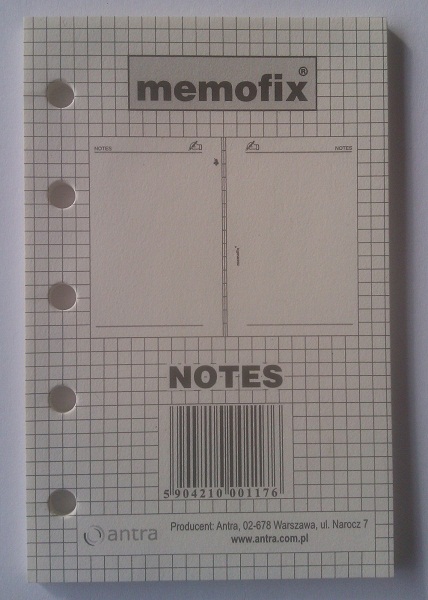 memofix®
NOTES
NOTES
NOTES
5 904210 001176
antra
Producent: Antra, 02-678 Warszawa, ul. Narocz 7
www.antra.com.pl